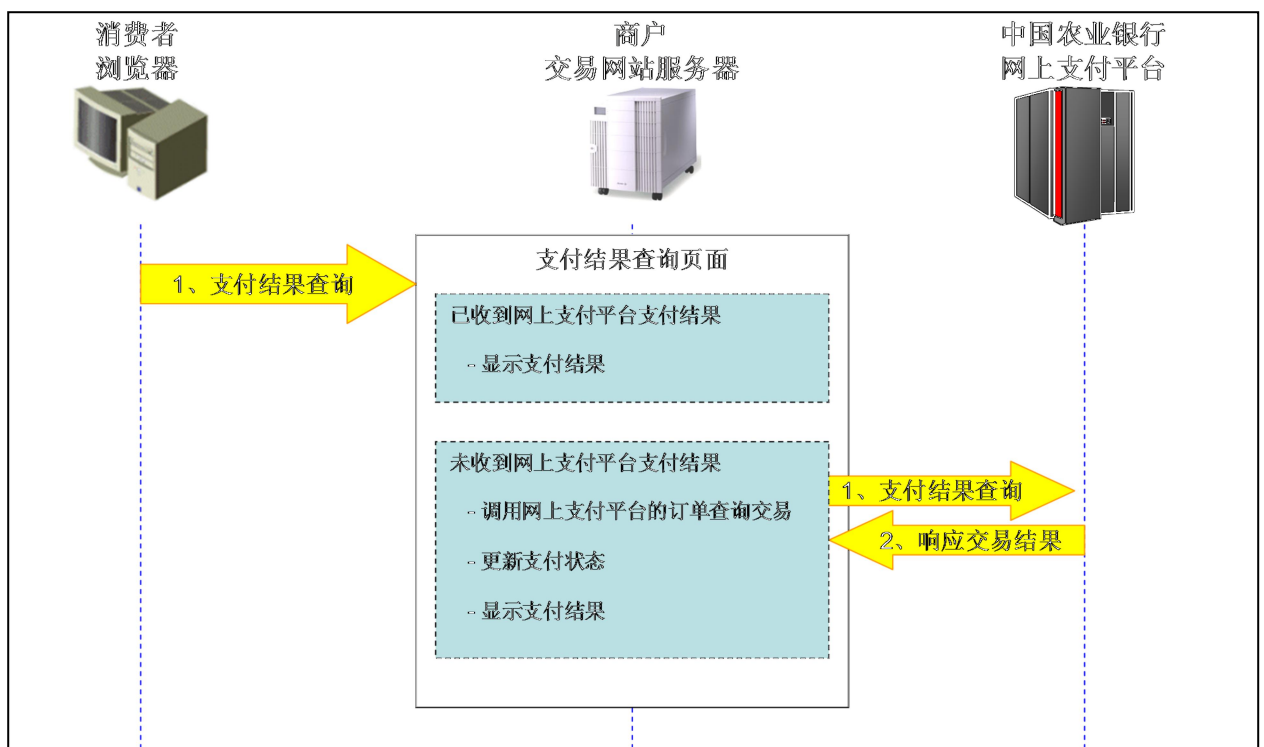 消费者
浏览器
商户
交易网站服务器
中国农业银行
网上支付平台
支付结果查询页面
1、支付结果查询
已收到网上支付平台支付结果
- 显示支付结果
未收到网上支付平台支付结果
- 调用网上支付平台的订单查询交易
- 更新支付状态
- 显示支付结果
1、支付结果查询
2、响应交易结果